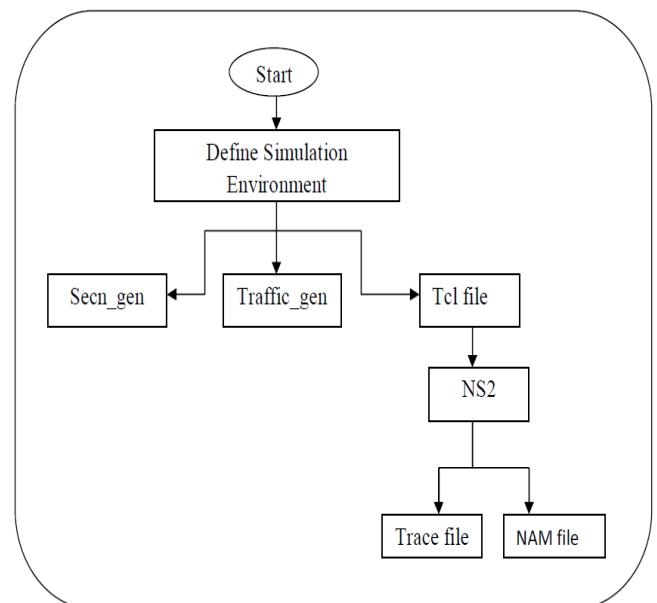 Start
Define Simulation
Environment
Secn_gen
Traffic_gen
Tcl file
NS2
Trace file
NAM file